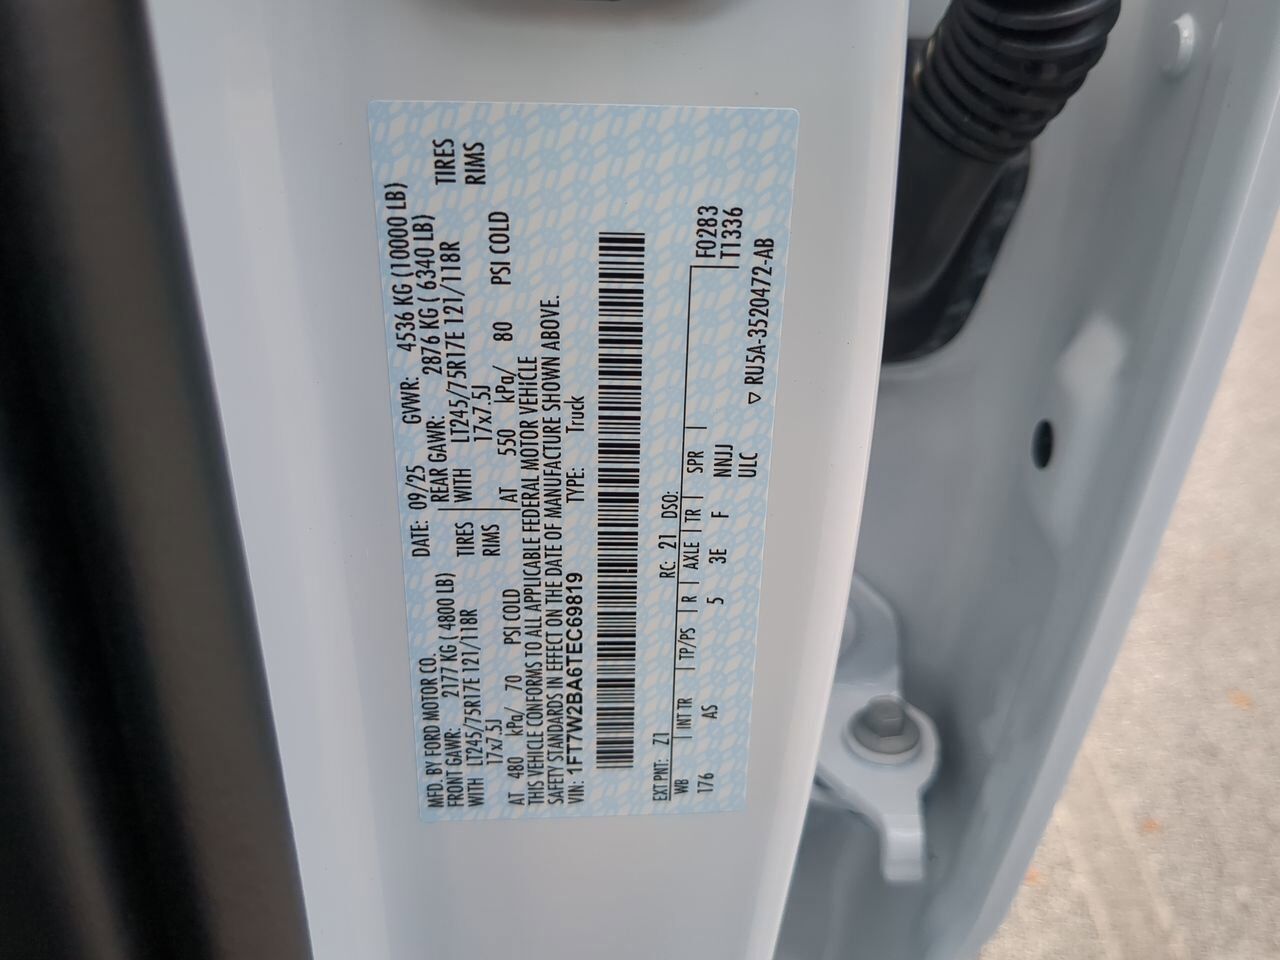 MFD. BY FORD MOTOR CO.
DATE: 09/25 GVWR: 4536 KG (10000 LB)
FRONT GAWR: 2177 KG ( 4800 LB) REAR GAWR: 2876 KG ( 6340 LB)
WITH LT245/75R17E 121/118R TIRES WITH LT245/75R17E 121/118R TIRES
17x7.5J RIMS 17x7.5J RIMS
AT 480 kPa/ 70 PSI COLD AT 550 kPa/ 80 PSI COLD
THIS VEHICLE CONFORMS TO ALL APPLICABLE FEDERAL MOTOR VEHICLE
SAFETY STANDARDS IN EFFECT ON THE DATE OF MANUFACTURE SHOWN ABOVE.
VIN: 1FT7W2BA6TEC69819 TYPE: Truck
EXT PNT: Z1 RC: 21 DSO:
WB INT TR TP/PS R AXLE TR SPR F0283
176 AS 5 3E F NNJJ T1336
ULC
▽ RU5A-3520472-AB